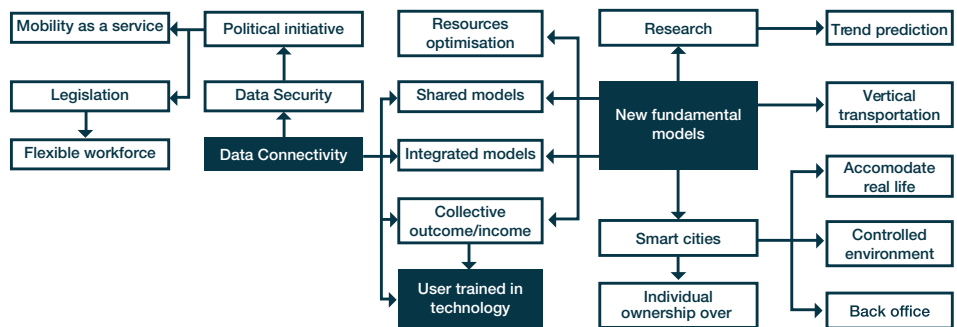 Mobility as a service
Political initiative
Resources
optimisation
Research
Trend prediction
Legislation
Data Security
Shared models
New fundamental
models
Vertical
transportation
Flexible workforce
Data Connectivity
Integrated models
Accomodate
real life
Collective
outcome/income
Smart cities
Controlled
environment
User trained in
technology
Individual
ownership over
Back office